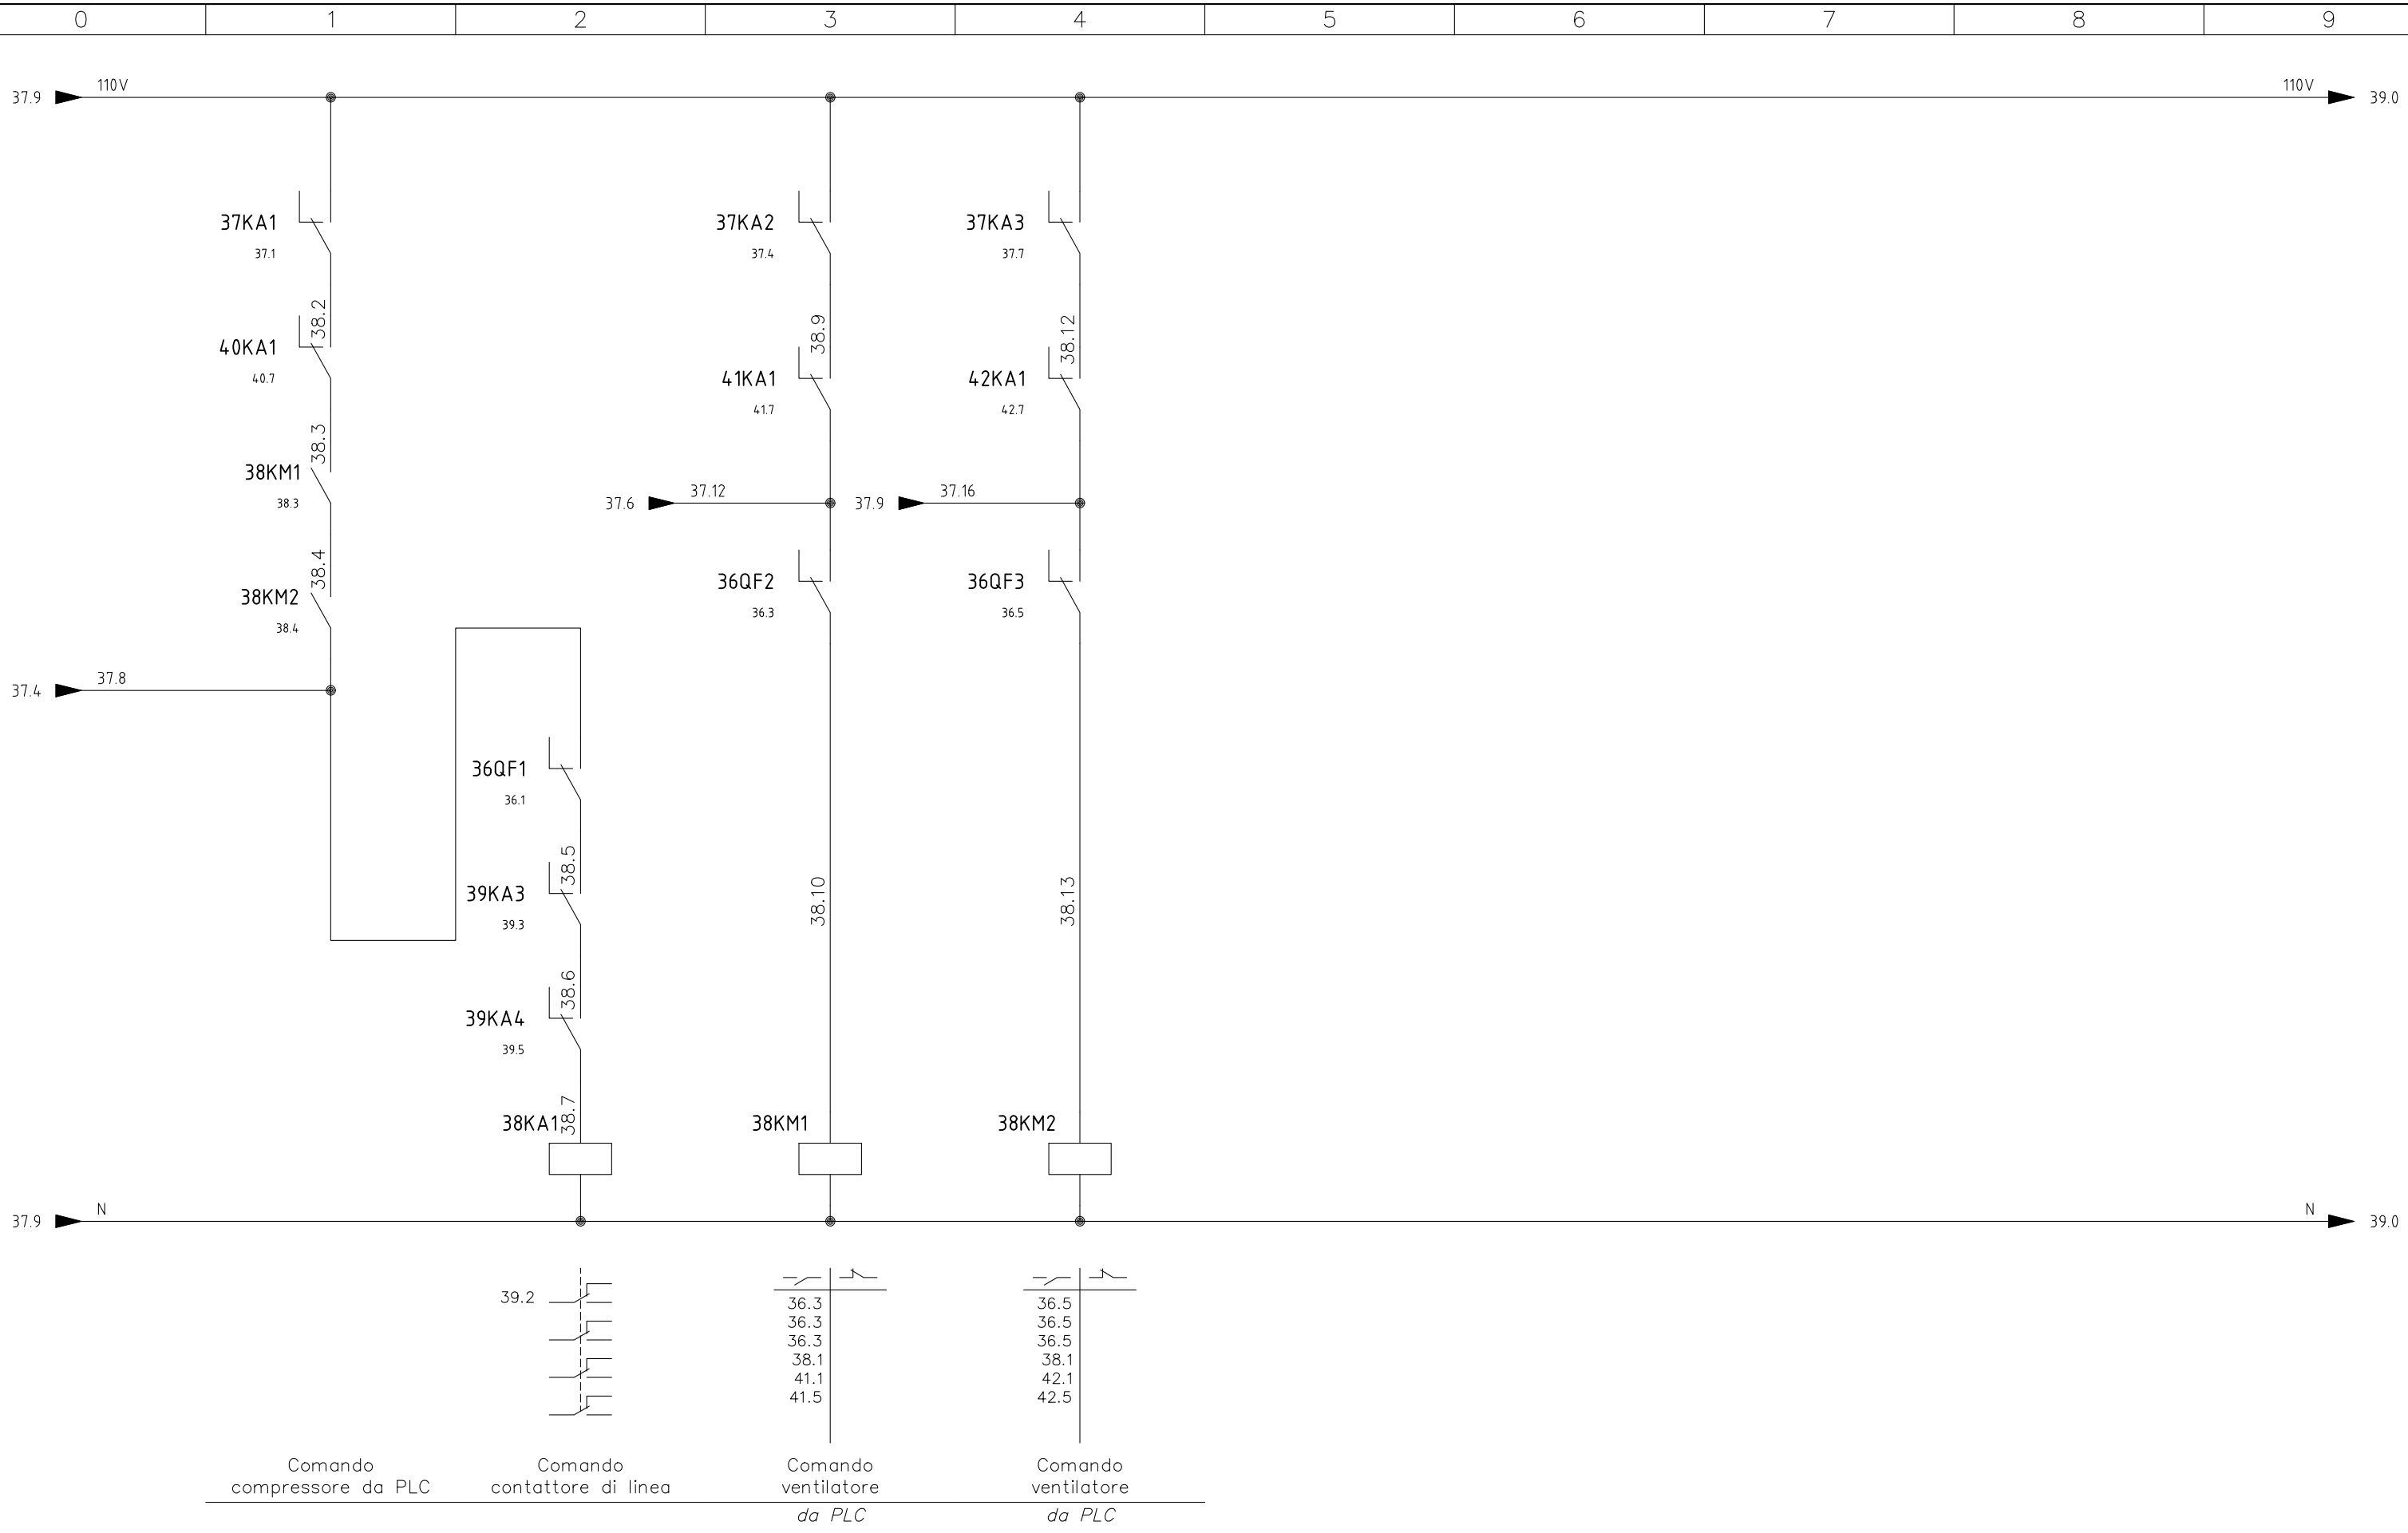 0 1 2 3 4 5 6 7 8 9
37.9 110V 110V 39.0
37KA1 37KA2 37KA3
37.1 37.4 37.7
38.2 38.9 38.12
40KA1
40.7
41KA1 42KA1
41.7 42.7
38.3
38KM1
38.3
37.6 37.12 37.9 37.16
38.4
36QF2 36QF3
38KM2
36.3 36.5
38.4
37.4 37.8
36QF1
36.1
38.5
39KA3 38.10 38.13
39.3
38.6
39KA4
39.5
38.7
38KA1 38KM1 38KM2
37.9 N N 39.0
39.2 36.3 36.5
36.3 36.5
36.3 36.5
38.1 38.1
41.1 42.1
41.5 42.5
Comando Comando Comando Comando
compressore da PLC contattore di linea ventilatore ventilatore
da PLC da PLC